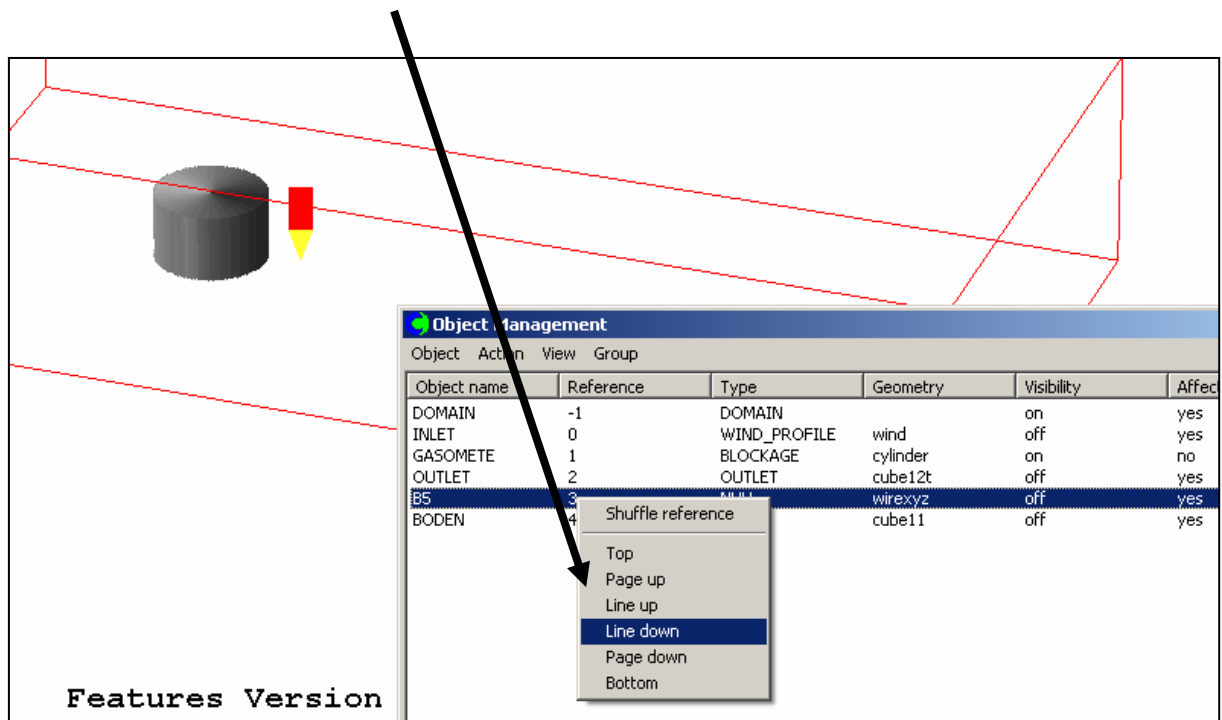 Object Management
Object Action View Group
Object name Reference Type Geometry Visibility Affect
DOMAIN -1 DOMAIN on yes
INLET 0 WIND_PROFILE wind off yes
GASOMETE 1 BLOCKAGE cylinder on no
OUTLET 2 OUTLET cube12t off yes
B5 3 NULL wirexyz off yes
BODEN 4 cube11 off yes
Shuffle reference
Top
Page up
Line up
Line down
Page down
Bottom
Features Version